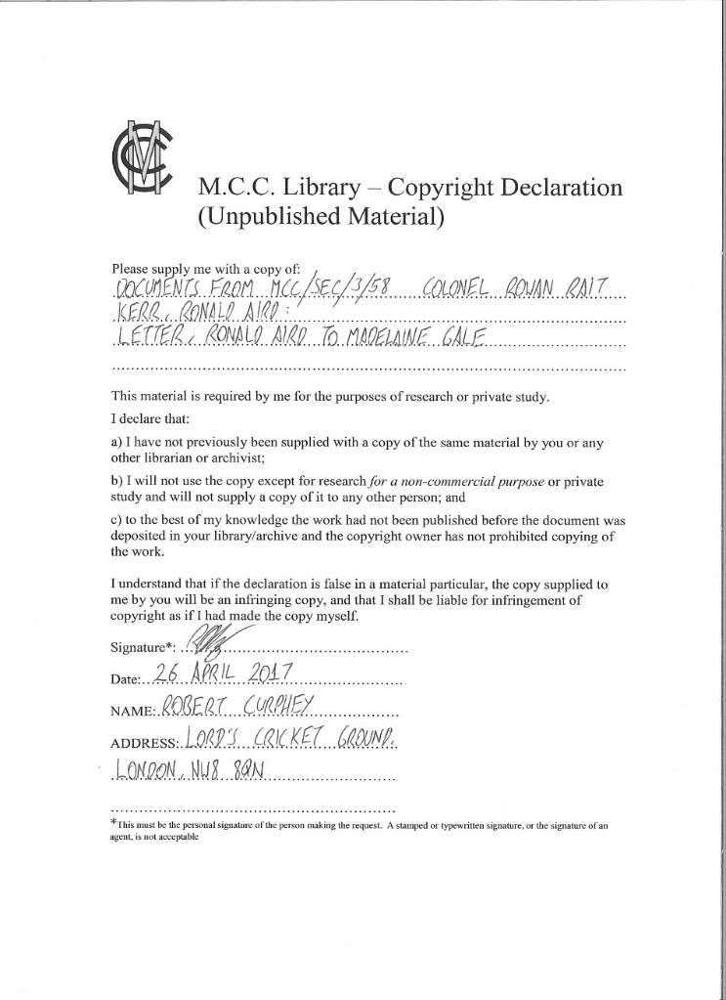 MCC
M.C.C. Library – Copyright Declaration
(Unpublished Material)
Please supply me with a copy of:
DOCUMENTS FROM MCC/SEC/3/58 COLONEL ROWAN RAIT
KERR, RONALD AIRD :
LETTER, RONALD AIRD TO MADELAINE GALE
This material is required by me for the purposes of research or private study.
I declare that:
a) I have not previously been supplied with a copy of the same material by you or any
other librarian or archivist;
b) I will not use the copy except for research for a non-commercial purpose or private
study and will not supply a copy of it to any other person; and
c) to the best of my knowledge the work had not been published before the document was
deposited in your library/archive and the copyright owner has not prohibited copying of
the work.
I understand that if the declaration is false in a material particular, the copy supplied to
me by you will be an infringing copy, and that I shall be liable for infringement of
copyright as if I had made the copy myself.
Signature*:
Date: 26 APRIL 2017
NAME: ROBERT CURPHEY
ADDRESS: LORD'S CRICKET GROUND,
LONDON, NW8 8QN
*This must be the personal signature of the person making the request. A stamped or typewritten signature, or the signature of an
agent, is not acceptable